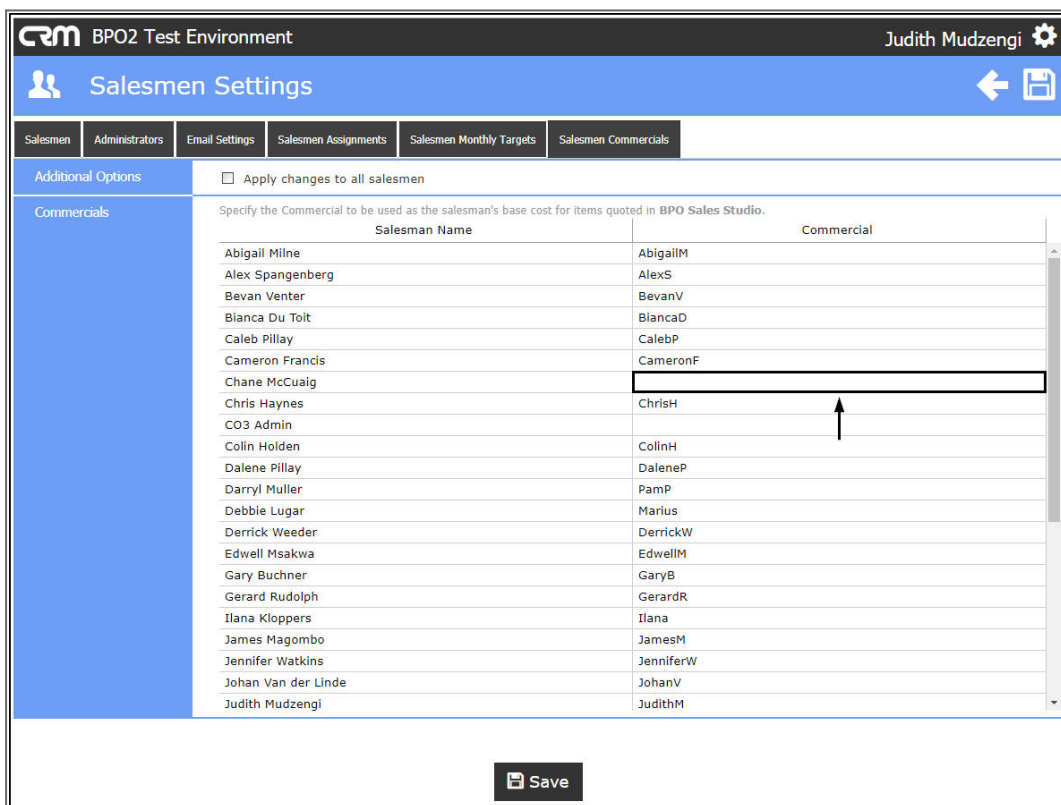 CRM BPO2 Test Environment Judith Mudzengi
Salesmen Settings
Salesmen Administrators Email Settings Salesmen Assignments Salesmen Monthly Targets Salesmen Commercials
Additional Options Apply changes to all salesmen
Commercials Specify the Commercial to be used as the salesman's base cost for items quoted in BPO Sales Studio.
Salesman Name Commercial
Abigail Milne AbigailM
Alex Spangenberg AlexS
Bevan Venter BevanV
Bianca Du Toit BiancaD
Caleb Pillay CalebP
Cameron Francis CameronF
Chane McCuaig
Chris Haynes ChrisH
CO3 Admin
Colin Holden ColinH
Dalene Pillay DaleneP
Darryl Muller PamP
Debbie Lugar Marius
Derrick Weeder DerrickW
Edwell Msakwa EdwellM
Gary Buchner GaryB
Gerard Rudolph GerardR
Ilana Kloppers Ilana
James Magombo JamesM
Jennifer Watkins JenniferW
Johan Van der Linde JohanV
Judith Mudzengi JudithM
Save